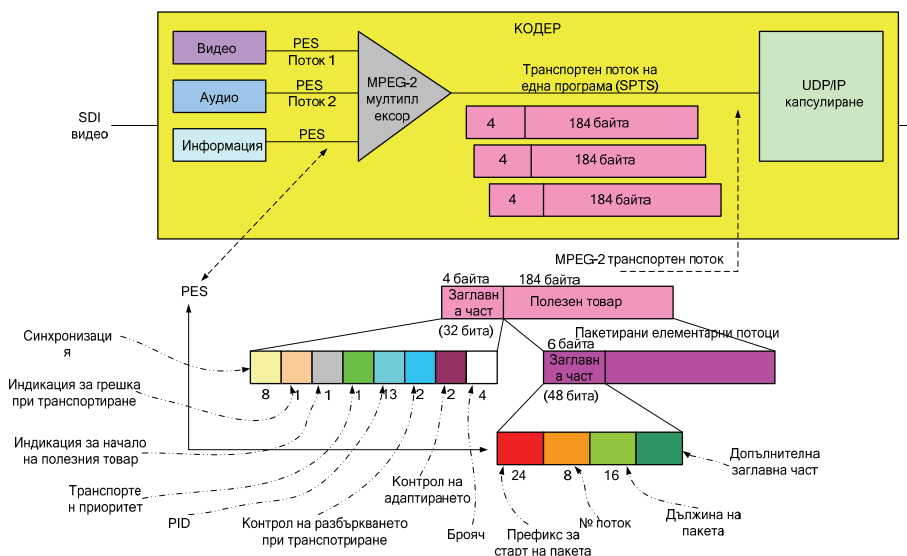 КОДЕР
Видео
PES
Поток 1
Аудио
PES
Поток 2
Информация
PES
SDI
видео
MPEG-2
мултипл
ексор
Транспортен поток на
една програма (SPTS)
4
184 байта
4
184 байта
4
184 байта
UDP/IP
капсулиране
MPEG-2 транспортен поток
PES
4 байта
184 байта
Заглавн
а част
Полезен товар
(32 бита)
Пакетирани елементарни потоци
6 байта
Заглавн
а част
(48 бита)
Синхронизаци
я
Индикация за грешка
при транспортиране
Индикация за начало
на полезния товар
Транспорте
н приоритет
PID
Контрол на разбъркването
при транспотриране
Контрол на
адаптирането
Брояч
8
1
1
1
13
2
2
4
24
8
16
Префикс за
старт на пакета
№ поток
Дължина на
пакета
Допълнителна
заглавна част